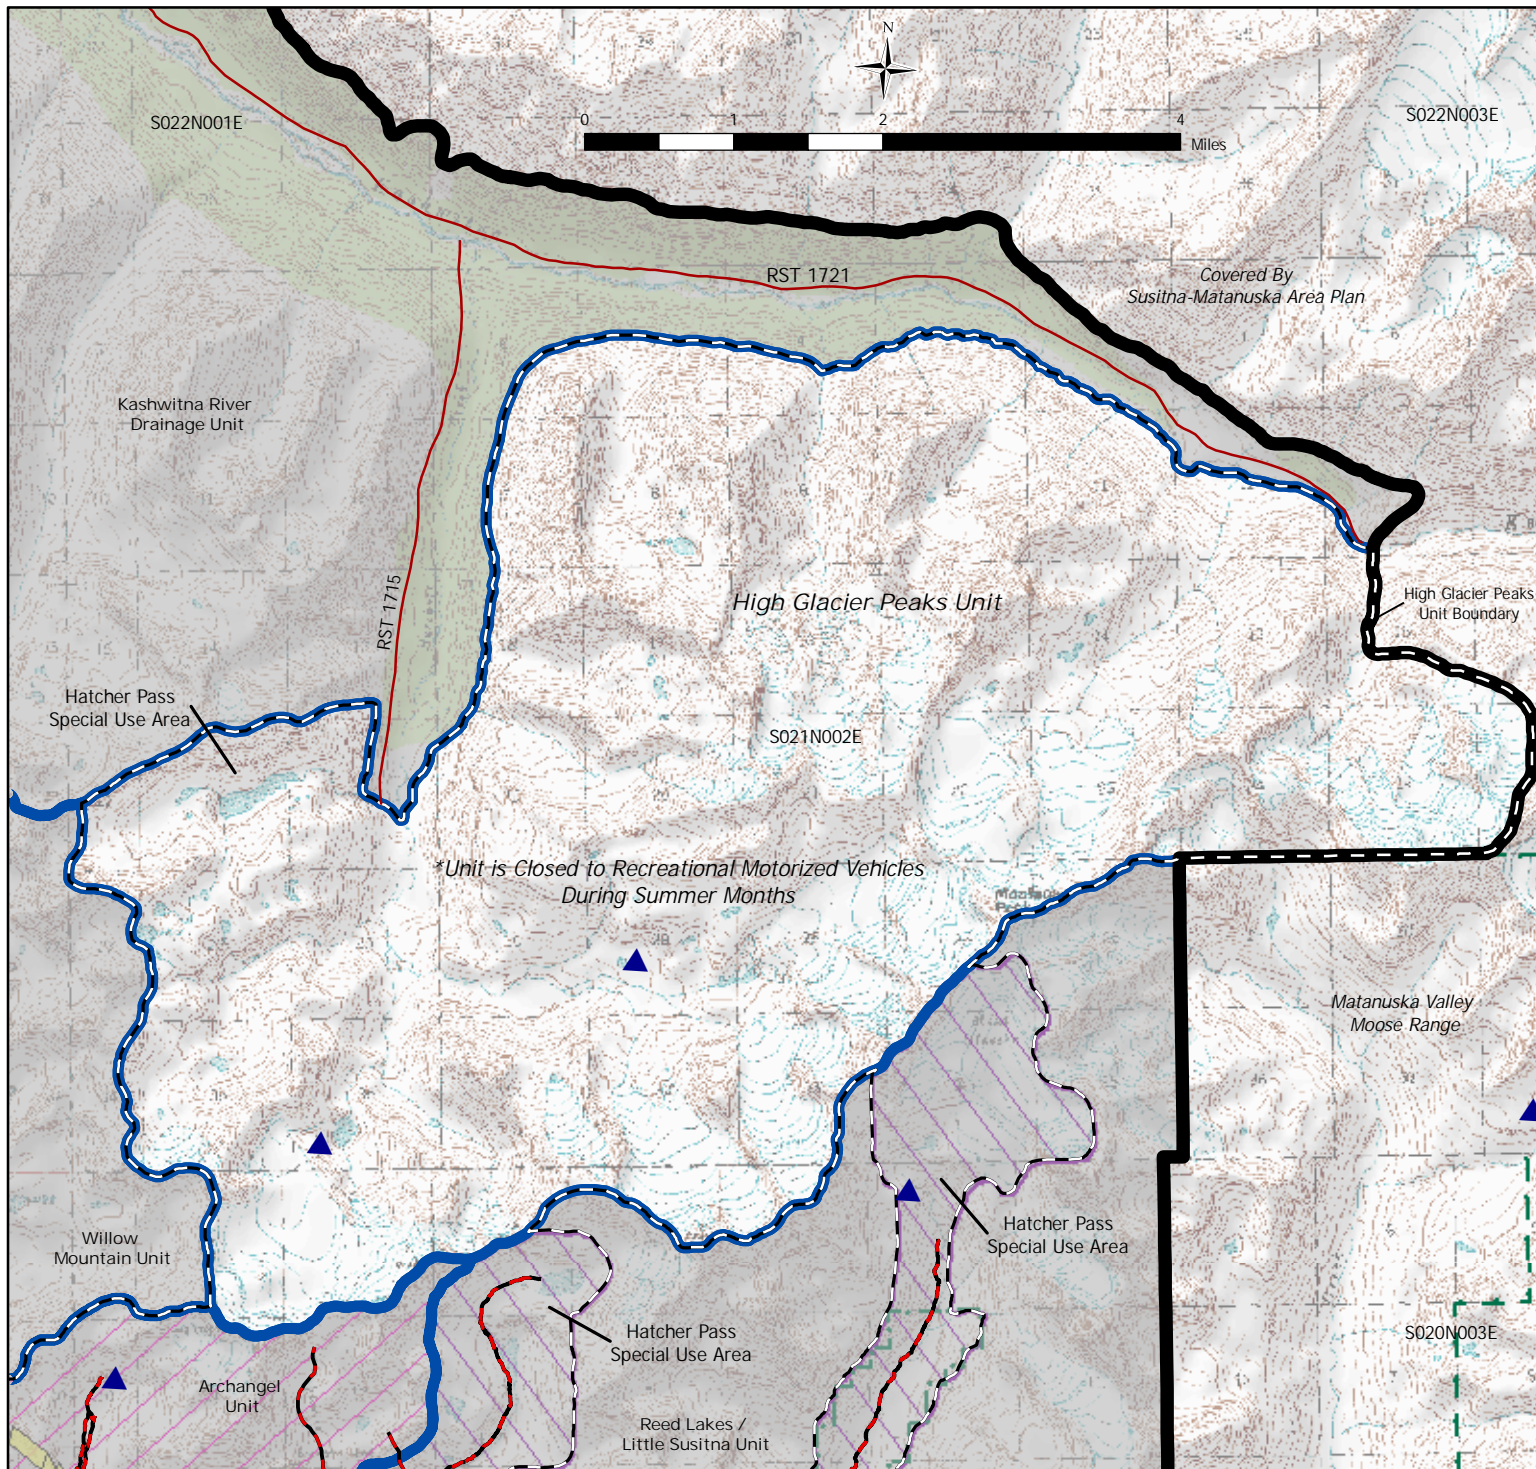 N
0 1 2 4
Miles
S022N001E
S022N003E
RST 1721
Covered By
Susitna-Matanuska Area Plan
Kashwitna River
Drainage Unit
RST 1715
High Glacier Peaks Unit
High Glacier Peaks
Unit Boundary
Hatcher Pass
Special Use Area
S021N002E
*Unit is Closed to Recreational Motorized Vehicles
During Summer Months
Matanuska Valley
Moose Range
Willow
Mountain Unit
Hatcher Pass
Special Use Area
Hatcher Pass
Special Use Area
S020N003E
Archangel
Unit
Reed Lakes /
Little Susitna Unit